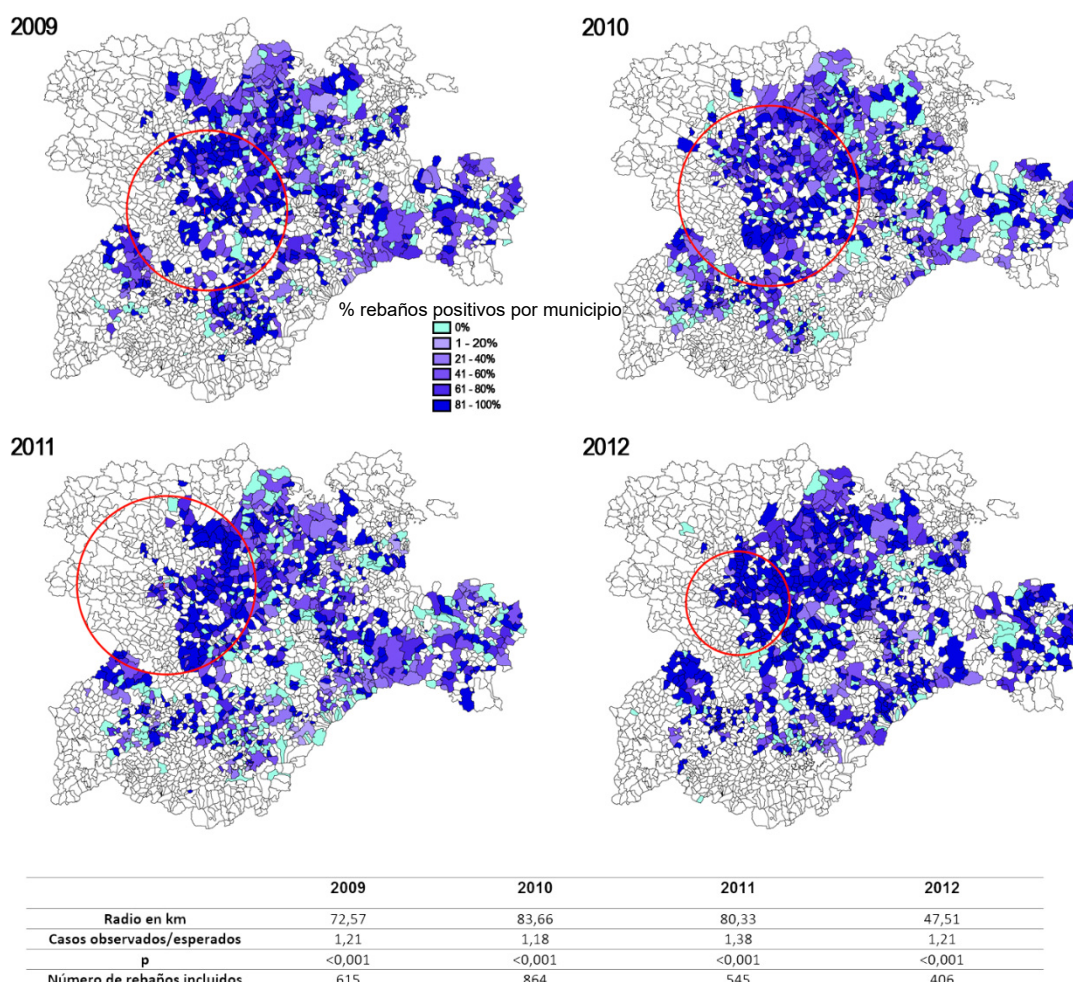 2009
2010
% rebaños positivos por municipio
0%
1 - 20%
21 - 40%
41 - 60%
61 - 80%
81 - 100%
2011
2012
2009 2010 2011 2012
Radio en km 72,57 83,66 80,33 47,51
Casos observados/esperados 1,21 1,18 1,38 1,21
p <0,001 <0,001 <0,001 <0,001
Número de rebaños incluidos 615 864 545 406